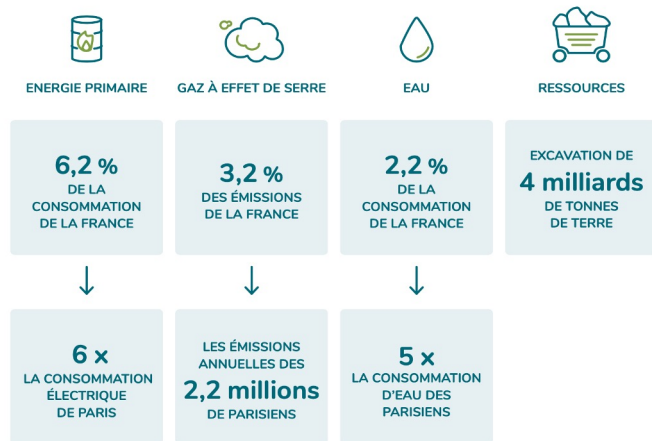 ENERGIE PRIMAIRE
GAZ À EFFET DE SERRE
EAU
RESSOURCES
6,2 %
DE LA
CONSOMMATION
DE LA FRANCE
3,2 %
DES ÉMISSIONS
DE LA FRANCE
2,2 %
DE LA
CONSOMMATION
DE LA FRANCE
EXCAVATION DE
4 milliards
DE TONNES
DE TERRE
6 x
LA CONSOMMATION
ÉLECTRIQUE
DE PARIS
LES ÉMISSIONS
ANNUELLES DES
2,2 millions
DE PARISIENS
5 x
LA CONSOMMATION
D'EAU DES
PARISIENS